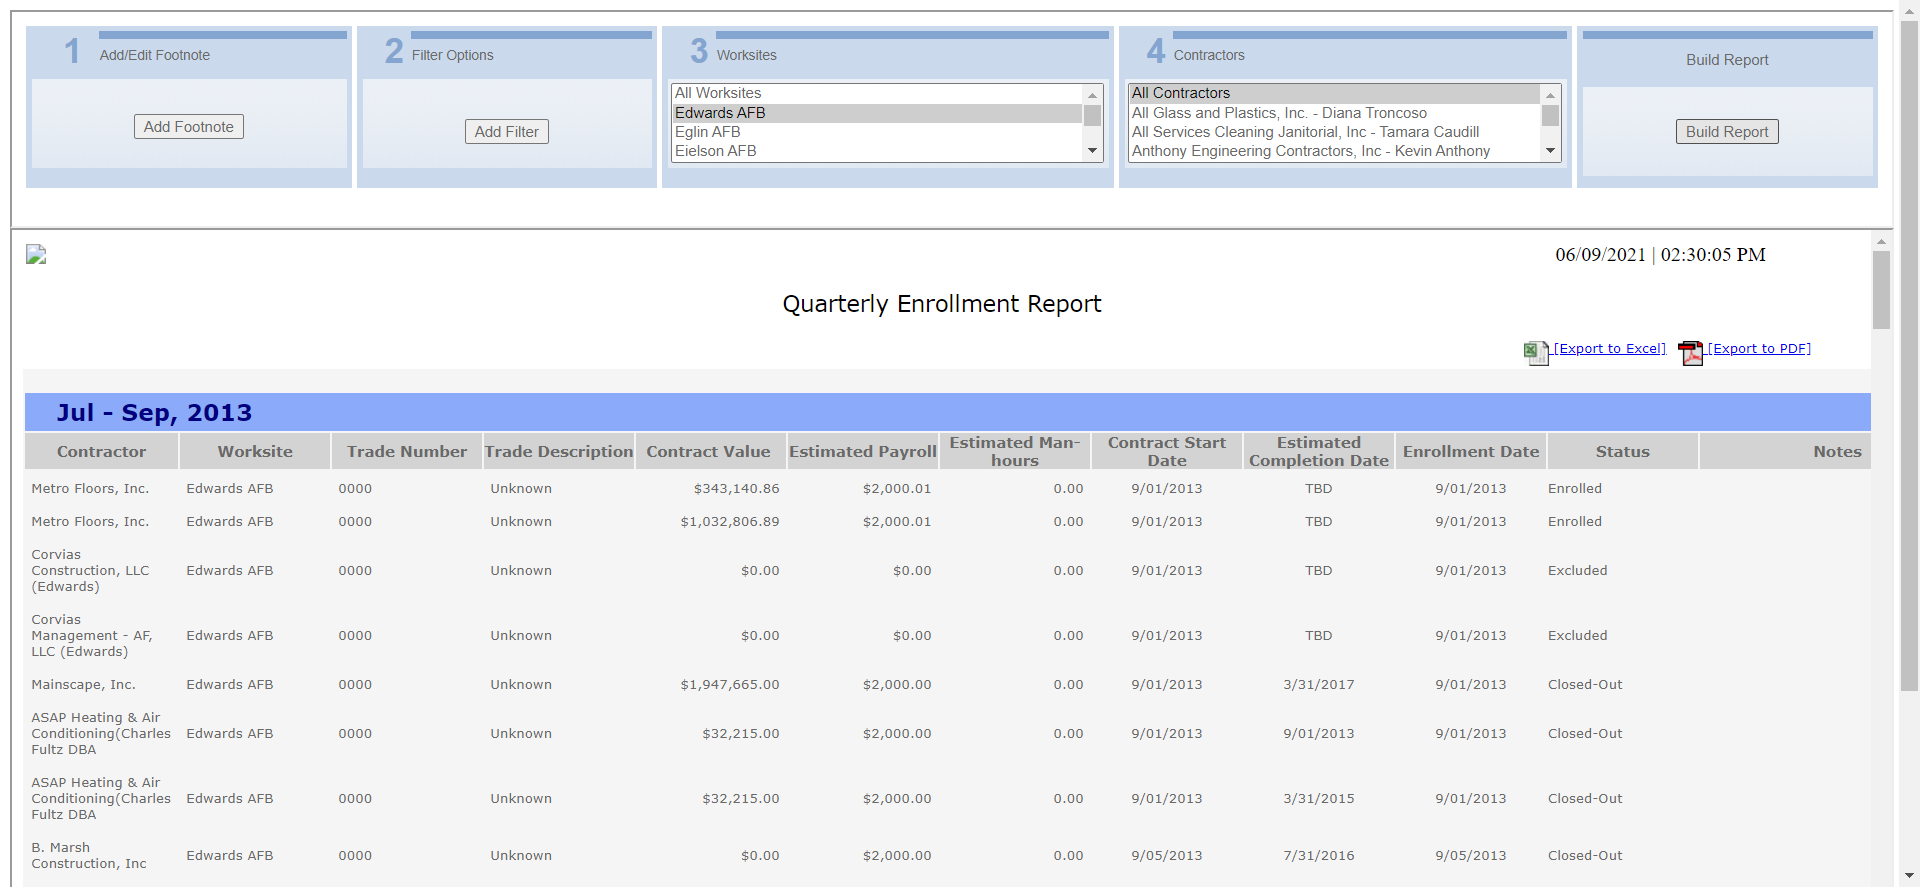 1 Add/Edit Footnote
Add Footnote
2 Filter Options
Add Filter
3 Worksites
All Worksites
Edwards AFB
Eglin AFB
Eielson AFB
4 Contractors
All Contractors
All Glass and Plastics, Inc. - Diana Troncoso
All Services Cleaning Janitorial, Inc - Tamara Caudill
Anthony Engineering Contractors, Inc - Kevin Anthony
Build Report
Build Report
06/09/2021 | 02:30:05 PM
Quarterly Enrollment Report
[Export to Excel] [Export to PDF]
Jul - Sep, 2013
Contractor Worksite Trade Number Trade Description Contract Value Estimated Payroll Estimated Man-hours Contract Start Date Estimated Completion Date Enrollment Date Status Notes
Metro Floors, Inc. Edwards AFB 0000 Unknown $343,140.86 $2,000.01 0.00 9/01/2013 TBD 9/01/2013 Enrolled
Metro Floors, Inc. Edwards AFB 0000 Unknown $1,032,806.89 $2,000.01 0.00 9/01/2013 TBD 9/01/2013 Enrolled
Corvias Construction, LLC (Edwards) Edwards AFB 0000 Unknown $0.00 $0.00 0.00 9/01/2013 TBD 9/01/2013 Excluded
Corvias Management - AF, LLC (Edwards) Edwards AFB 0000 Unknown $0.00 $0.00 0.00 9/01/2013 TBD 9/01/2013 Excluded
Mainscape, Inc. Edwards AFB 0000 Unknown $1,947,665.00 $2,000.00 0.00 9/01/2013 3/31/2017 9/01/2013 Closed-Out
ASAP Heating & Air Conditioning(Charles Fultz DBA Edwards AFB 0000 Unknown $32,215.00 $2,000.00 0.00 9/01/2013 9/01/2013 9/01/2013 Closed-Out
ASAP Heating & Air Conditioning(Charles Fultz DBA Edwards AFB 0000 Unknown $32,215.00 $2,000.00 0.00 9/01/2013 3/31/2015 9/01/2013 Closed-Out
B. Marsh Construction, Inc Edwards AFB 0000 Unknown $0.00 $2,000.00 0.00 9/05/2013 7/31/2016 9/05/2013 Closed-Out